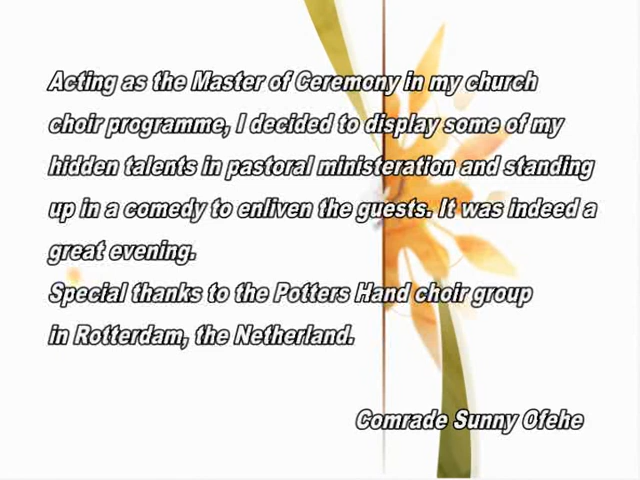 Acting as the Master of Ceremony in my church
choir programme, I decided to display some of my
hidden talents in pastoral ministeration and standing
up in a comedy to enliven the guests. It was indeed a
great evening.
Special thanks to the Potters Hand choir group
in Rotterdam, the Netherland.
Comrade Sunny Ofehe